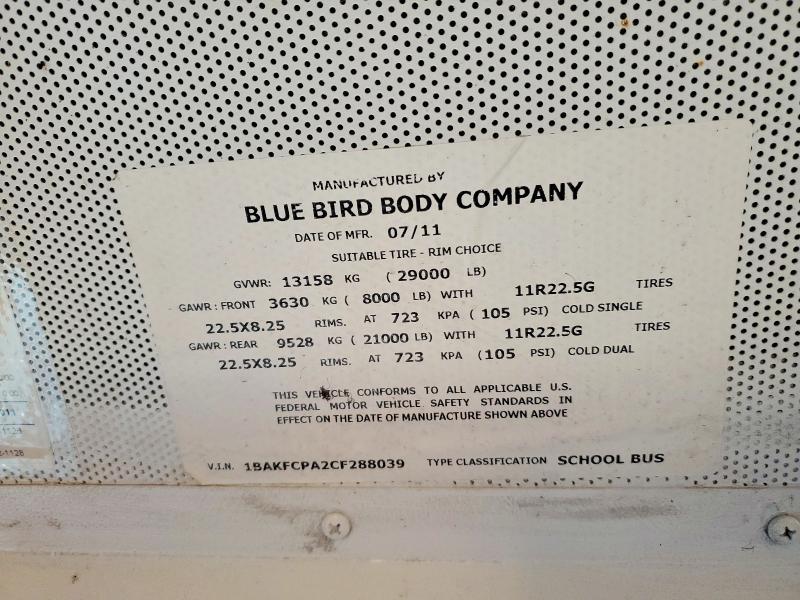 MANUFACTURED BY
BLUE BIRD BODY COMPANY
DATE OF MFR. 07/11
SUITABLE TIRE - RIM CHOICE
GVWR: 13158 KG ( 29000 LB)
GAWR : FRONT 3630 KG ( 8000 LB) WITH 11R22.5G TIRES
22.5X8.25 RIMS. AT 723 KPA ( 105 PSI) COLD SINGLE
GAWR : REAR 9528 KG ( 21000 LB) WITH 11R22.5G TIRES
22.5X8.25 RIMS. AT 723 KPA (105 PSI) COLD DUAL
THIS VEHICLE CONFORMS TO ALL APPLICABLE U.S.
FEDERAL MOTOR VEHICLE SAFETY STANDARDS IN
EFFECT ON THE DATE OF MANUFACTURE SHOWN ABOVE
V.I.N. 1BAKFCPA2CF288039 TYPE CLASSIFICATION SCHOOL BUS